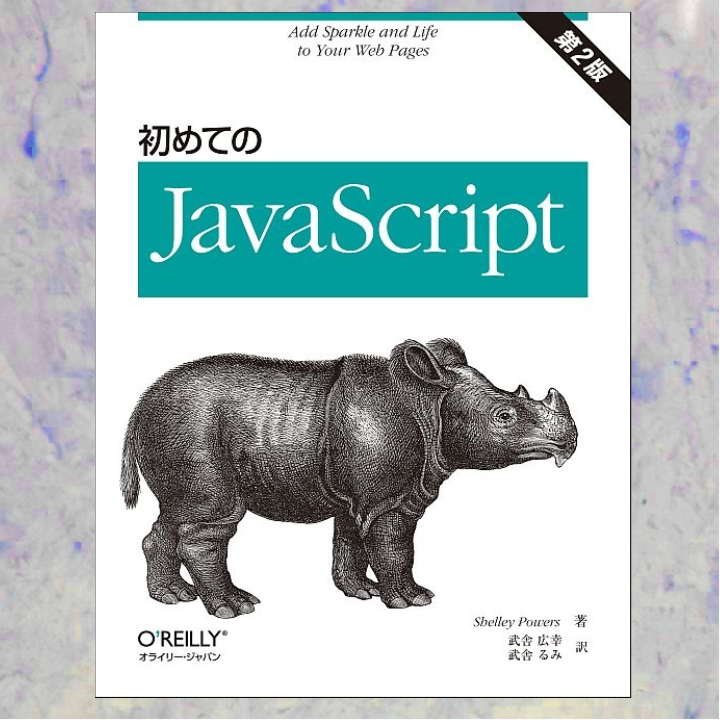 Add Sparkle and Life
to Your Web Pages
第2版
初めての
JavaScript
Shelley Powers 著
武舎 広幸
武舎 るみ 訳
O'REILLY®
オライリー・ジャパン